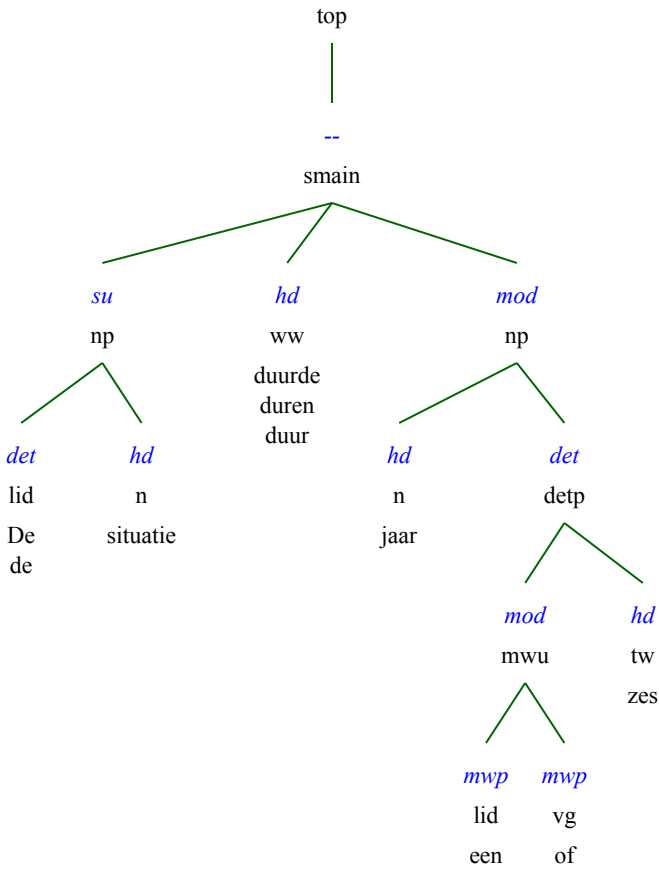 top
--
smain
su hd mod
np ww np
duurde
duren
duur
det hd hd det
lid n n detp
De situatie jaar
de
mod hd
mwu tw
zes
mwp mwp
lid vg
een of